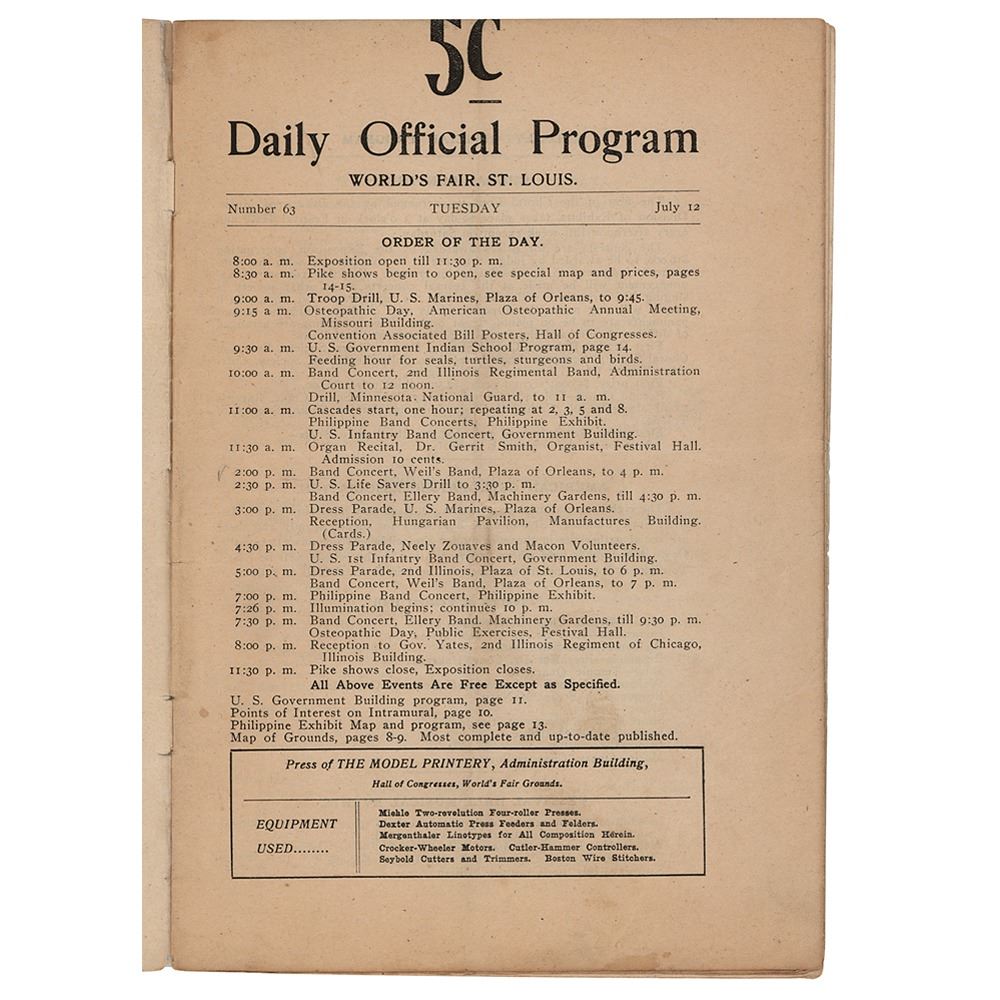 5C
Daily Official Program
WORLD'S FAIR. ST. LOUIS.
Number 63 TUESDAY July 12
ORDER OF THE DAY.
8:00 a. m. Exposition open till 11:30 p. m.
8:30 a. m. Pike shows begin to open, see special map and prices, pages
14-15.
9:00 a. m. Troop Drill, U. S. Marines, Plaza of Orleans, to 9:45.
9:15 a m. Osteopathic Day, American Osteopathic Annual Meeting,
Missouri Building.
Convention Associated Bill Posters, Hall of Congresses.
9:30 a. m. U. S. Government Indian School Program, page 14.
Feeding hour for seals, turtles, sturgeons and birds.
10:00 a. m. Band Concert, 2nd Illinois Regimental Band, Administration
Court to 12 noon.
Drill, Minnesota National Guard, to 11 a. m.
11:00 a. m. Cascades start, one hour; repeating at 2, 3, 5 and 8.
Philippine Band Concerts, Philippine Exhibit.
U. S. Infantry Band Concert, Government Building.
11:30 a. m. Organ Recital, Dr. Gerrit Smith, Organist, Festival Hall.
Admission 10 cents.
2:00 p. m. Band Concert, Weil's Band, Plaza of Orleans, to 4 p. m.
2:30 p. m. U. S. Life Savers Drill to 3:30 p. m.
Band Concert, Ellery Band, Machinery Gardens, till 4:30 p. m.
3:00 p. m. Dress Parade, U. S. Marines, Plaza of Orleans.
Reception, Hungarian Pavilion, Manufactures Building.
(Cards.)
4:30 p. m. Dress Parade, Neely Zouaves and Macon Volunteers.
U. S. 1st Infantry Band Concert, Government Building.
5:00 p. m. Dress Parade, 2nd Illinois, Plaza of St. Louis, to 6 p. m.
Band Concert, Weil's Band, Plaza of Orleans, to 7 p. m.
7:00 p. m. Philippine Band Concert, Philippine Exhibit.
7:26 p. m. Illumination begins; continues 10 p. m.
7:30 p. m. Band Concert, Ellery Band. Machinery Gardens, till 9:30 p. m.
Osteopathic Day, Public Exercises, Festival Hall.
8:00 p. m. Reception to Gov. Yates, 2nd Illinois Regiment of Chicago,
Illinois Building.
11:30 p. m. Pike shows close, Exposition closes.
All Above Events Are Free Except as Specified.
U. S. Government Building program, page 11.
Points of Interest on Intramural, page 10.
Philippine Exhibit Map and program, see page 13.
Map of Grounds, pages 8-9. Most complete and up-to-date published.
Press of THE MODEL PRINTERY, Administration Building,
Hall of Congresses, World's Fair Grounds.
EQUIPMENT
USED........
Miehle Two-revolution Four-roller Presses.
Dexter Automatic Press Feeders and Folders.
Mergenthaler Linotypes for All Composition Herein.
Crocker-Wheeler Motors. Cutler-Hammer Controllers.
Seybold Cutters and Trimmers. Boston Wire Stitchers.